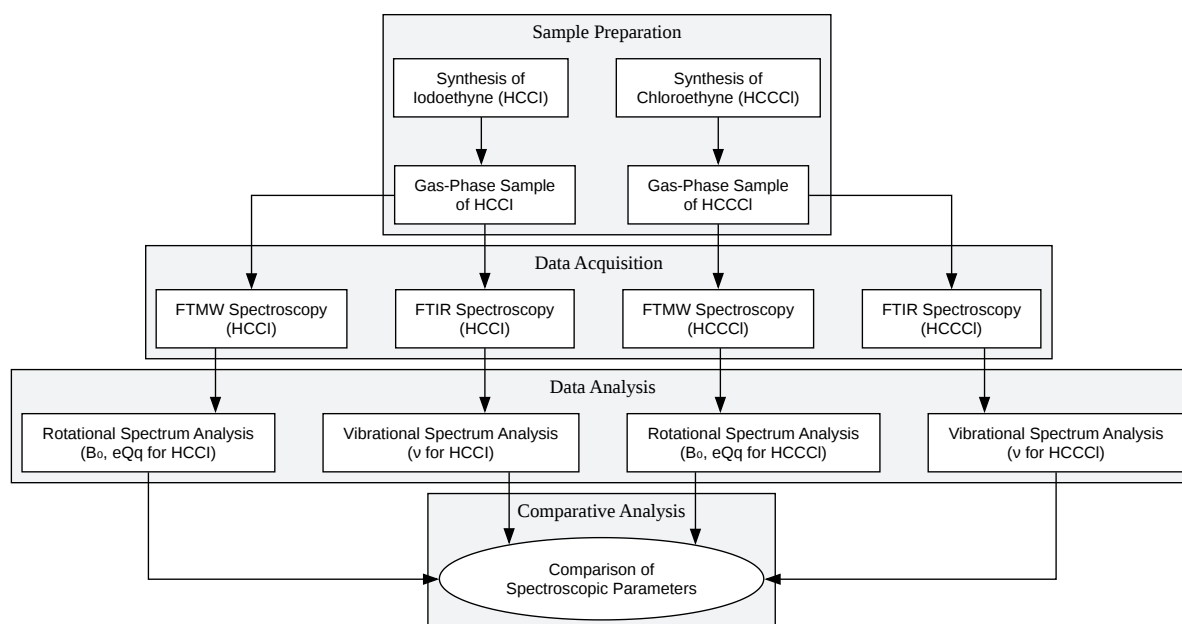 Sample Preparation
Synthesis of
Iodoethyne (HCCI)
Synthesis of
Chloroethyne (HCCCl)
Gas-Phase Sample
of HCCI
Gas-Phase Sample
of HCCCl
Data Acquisition
FTMW Spectroscopy
(HCCI)
FTIR Spectroscopy
(HCCI)
FTMW Spectroscopy
(HCCCl)
FTIR Spectroscopy
(HCCCl)
Data Analysis
Rotational Spectrum Analysis
(B₀, eQq for HCCI)
Vibrational Spectrum Analysis
(ν for HCCI)
Rotational Spectrum Analysis
(B₀, eQq for HCCCl)
Vibrational Spectrum Analysis
(ν for HCCCl)
Comparative Analysis
Comparison of
Spectroscopic Parameters